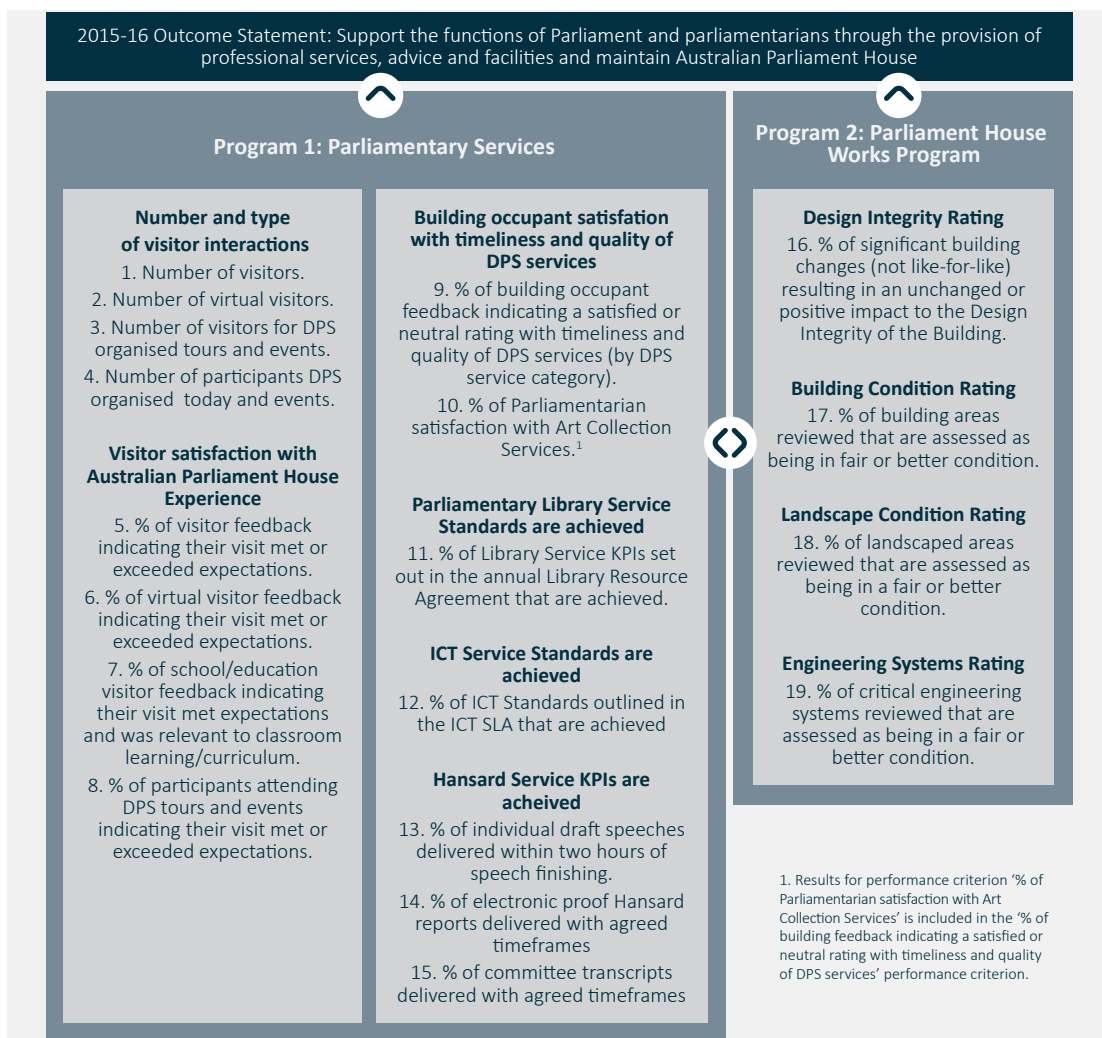 2015-16 Outcome Statement: Support the functions of Parliament and parliamentarians through the provision of
professional services, advice and facilities and maintain Australian Parliament House
Program 1: Parliamentary Services
Number and type
of visitor interactions
1. Number of visitors.
2. Number of virtual visitors.
3. Number of visitors for DPS
organised tours and events.
4. Number of participants DPS
organised  today and events.
Visitor satisfaction with
Australian Parliament House
Experience
5. % of visitor feedback
indicating their visit met or
exceeded expectations.
6. % of virtual visitor feedback
indicating their visit met or
exceeded expectations.
7. % of school/education
visitor feedback indicating
their visit met expectations
and was relevant to classroom
learning/curriculum.
8. % of participants attending
DPS tours and events
indicating their visit met or
exceeded expectations.
Building occupant satisfation
with timeliness and quality of
DPS services
9. % of building occupant
feedback indicating a satisfied or
neutral rating with timeliness and
quality of DPS services (by DPS
service category).
10. % of Parliamentarian
satisfaction with Art Collection
Services.¹
Parliamentary Library Service
Standards are achieved
11. % of Library Service KPIs set
out in the annual Library Resource
Agreement that are achieved.
ICT Service Standards are
achieved
12. % of ICT Standards outlined in
the ICT SLA that are achieved
Hansard Service KPIs are
acheived
13. % of individual draft speeches
delivered within two hours of
speech finishing.
14. % of electronic proof Hansard
reports delivered with agreed
timeframes
15. % of committee transcripts
delivered with agreed timeframes
Program 2: Parliament House
Works Program
Design Integrity Rating
16. % of significant building
changes (not like-for-like)
resulting in an unchanged or
positive impact to the Design
Integrity of the Building.
Building Condition Rating
17. % of building areas
reviewed that are assessed as
being in fair or better condition.
Landscape Condition Rating
18. % of landscaped areas
reviewed that are assessed as
being in a fair or better
condition.
Engineering Systems Rating
19. % of critical engineering
systems reviewed that are
assessed as being in a fair or
better condition.
1. Results for performance criterion ‘% of
Parliamentarian satisfaction with Art
Collection Services’ is included in the ‘% of
building feedback indicating a satisfied or
neutral rating with timeliness and quality
of DPS services’ performance criterion.